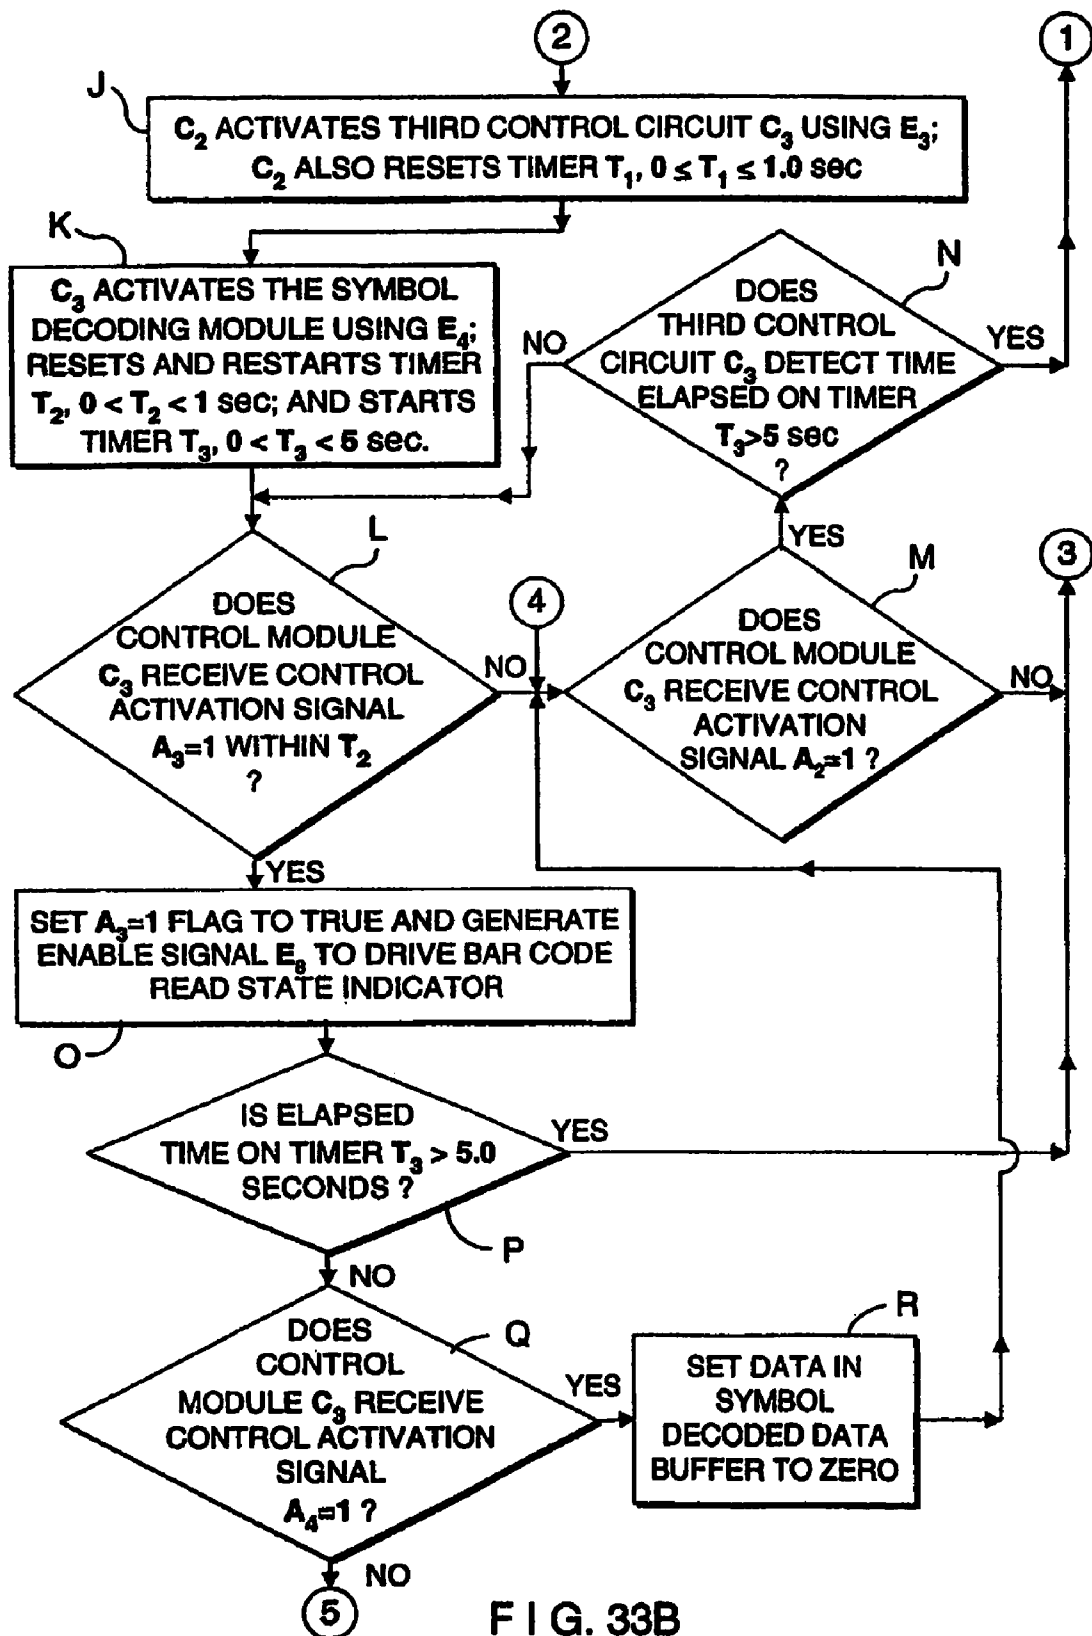 2
1
J
C₂ ACTIVATES THIRD CONTROL CIRCUIT C₃ USING E₃;
C₂ ALSO RESETS TIMER T₁, 0 ≤ T₁ ≤ 1.0 sec
K
C₃ ACTIVATES THE SYMBOL
DECODING MODULE USING E₄;
RESETS AND RESTARTS TIMER
T₂, 0 < T₂ < 1 sec; AND STARTS
TIMER T₃, 0 < T₃ < 5 sec.
N
DOES
THIRD CONTROL
CIRCUIT C₃ DETECT TIME
ELAPSED ON TIMER
T₃>5 sec
?
NO
YES
L
DOES
CONTROL MODULE
C₃ RECEIVE CONTROL
ACTIVATION SIGNAL
A₃=1 WITHIN T₂
?
NO
YES
4
YES
M
DOES
CONTROL MODULE
C₃ RECEIVE CONTROL
ACTIVATION
SIGNAL A₂=1 ?
NO
3
SET A₃=1 FLAG TO TRUE AND GENERATE
ENABLE SIGNAL E₈ TO DRIVE BAR CODE
READ STATE INDICATOR
O
IS ELAPSED
TIME ON TIMER T₃ > 5.0
SECONDS ?
YES
P
NO
DOES
CONTROL
MODULE C₃ RECEIVE
CONTROL ACTIVATION
SIGNAL
A₄=1 ?
Q
YES
R
SET DATA IN
SYMBOL
DECODED DATA
BUFFER TO ZERO
NO
5
FIG. 33B